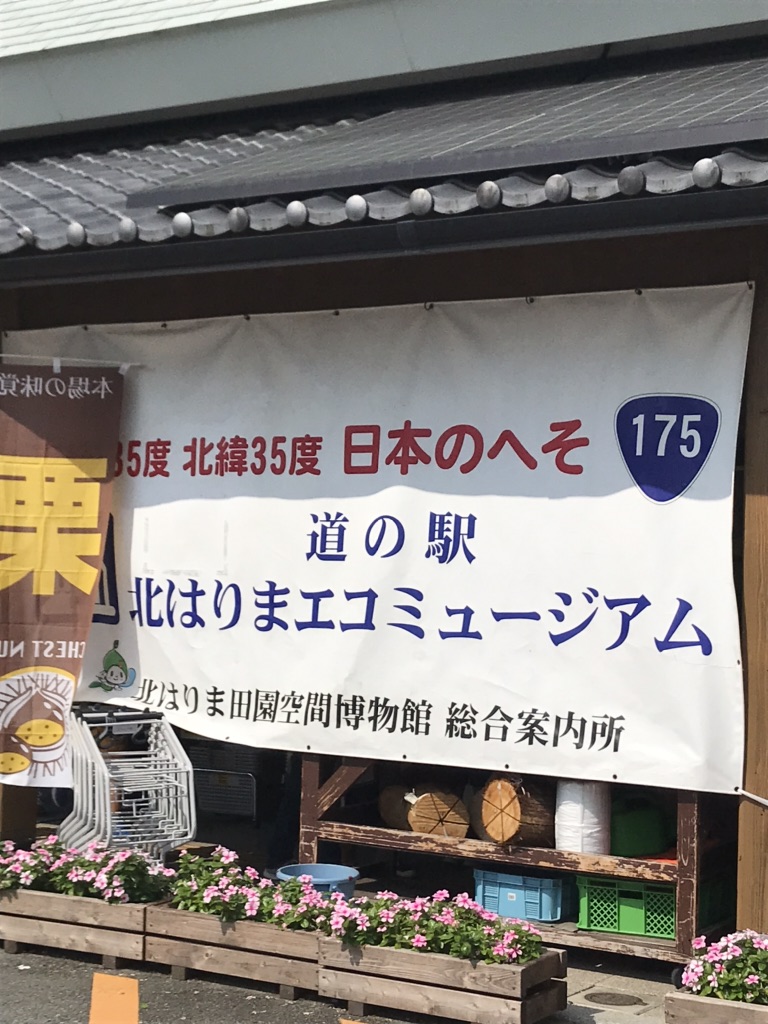 本場の味覚
栗
CHEST NU
35度 北緯35度 日本のへそ
175
道の駅
北はりまエコミュージアム
北はりま田園空間博物館 総合案内所